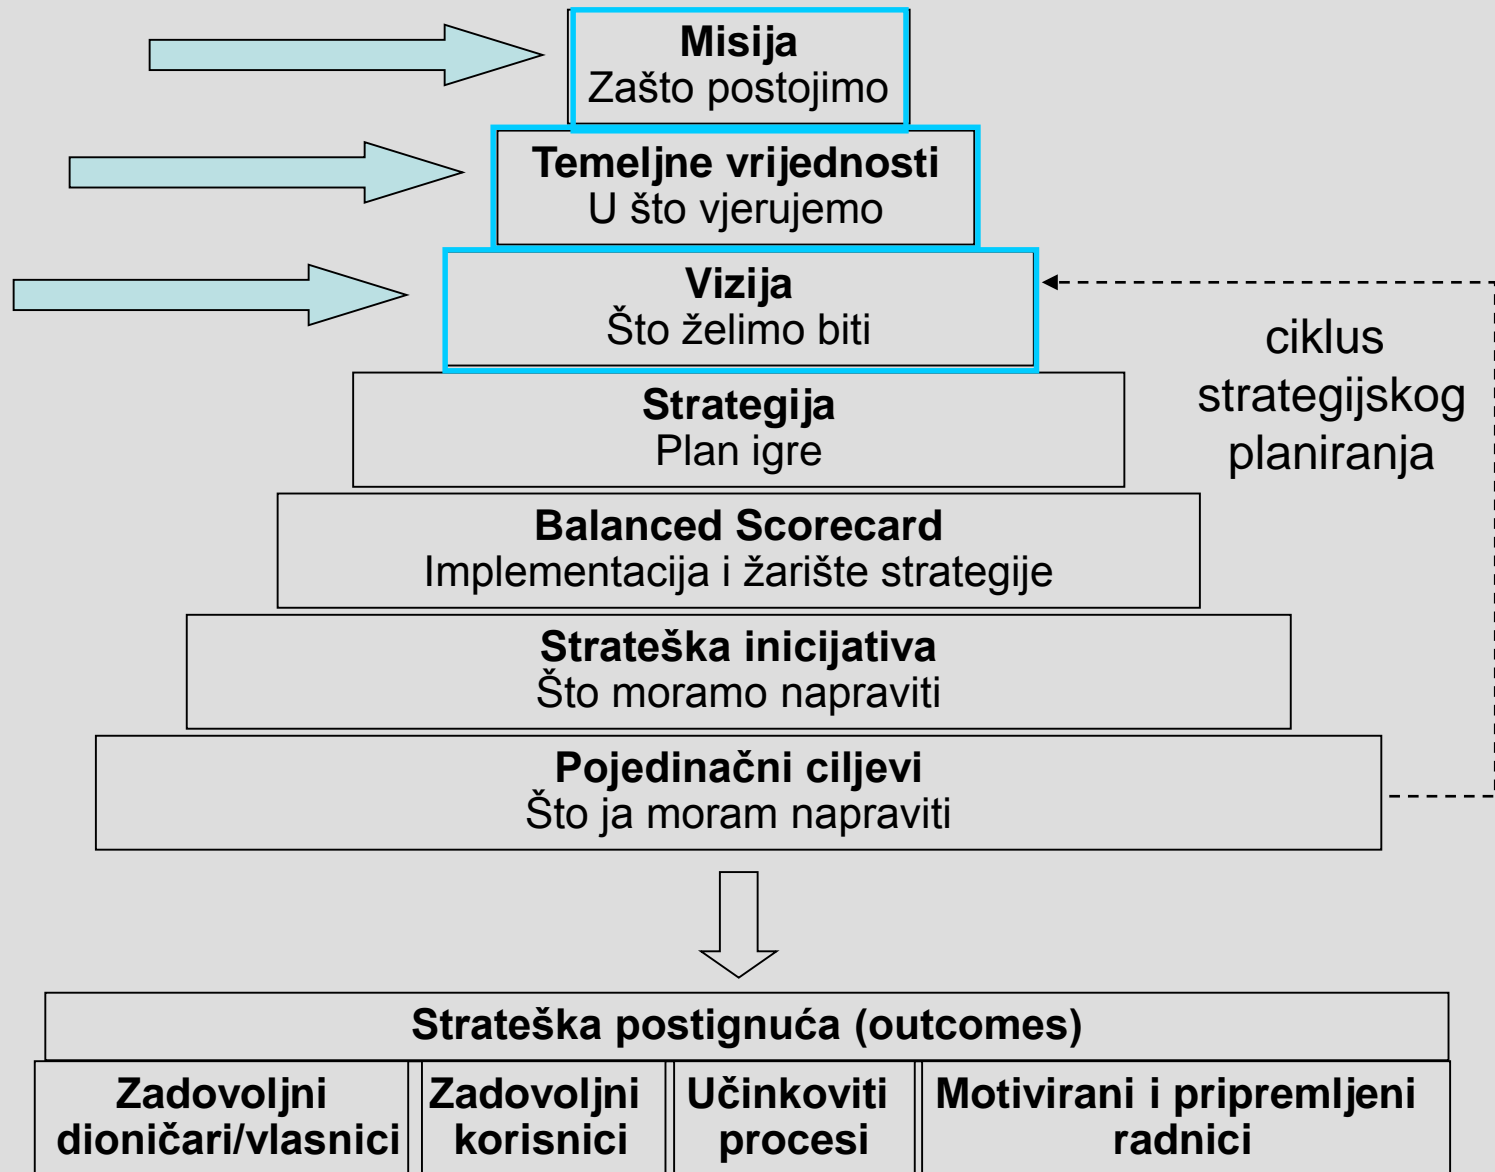 Misija
Zašto postojimo
Temeljne vrijednosti
U što vjerujemo
Vizija
Što želimo biti
ciklus
strategijskog
planiranja
Strategija
Plan igre
Balanced Scorecard
Implementacija i žarište strategije
Strateška inicijativa
Što moramo napraviti
Pojedinačni ciljevi
Što ja moram napraviti
Strateška postignuća (outcomes)
Zadovoljni
dioničari/vlasnici
Zadovoljni
korisnici
Učinkoviti
procesi
Motivirani i pripremljeni
radnici